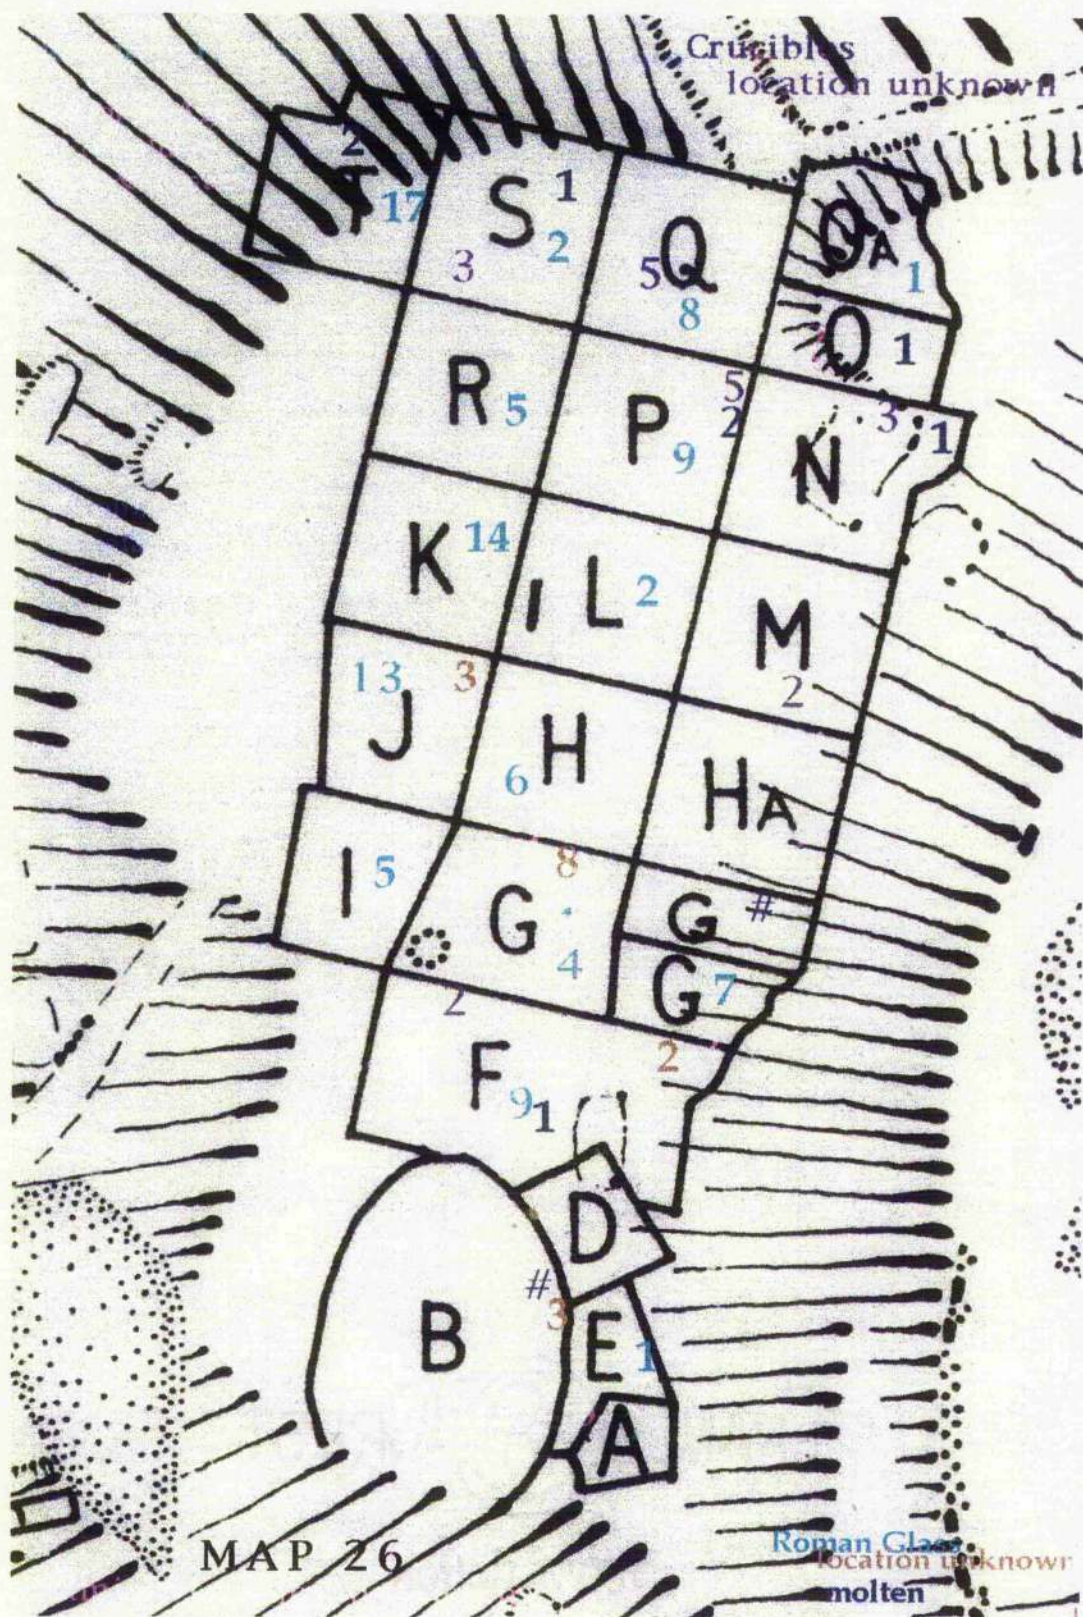 Crucibles
location unknown
2
T 17
S 1
2
3
Q
5
8
QA
1
O 1
R 5
P
5
2
9
N
3
1
K 14
I L 2
M
2
13 3
J
H
6
HA
I 5
8
G
4
G #
G 7
2
F
9 1
2
D
#
3
B
E 1
A
MAP 26
Roman Glass
location unknown
molten